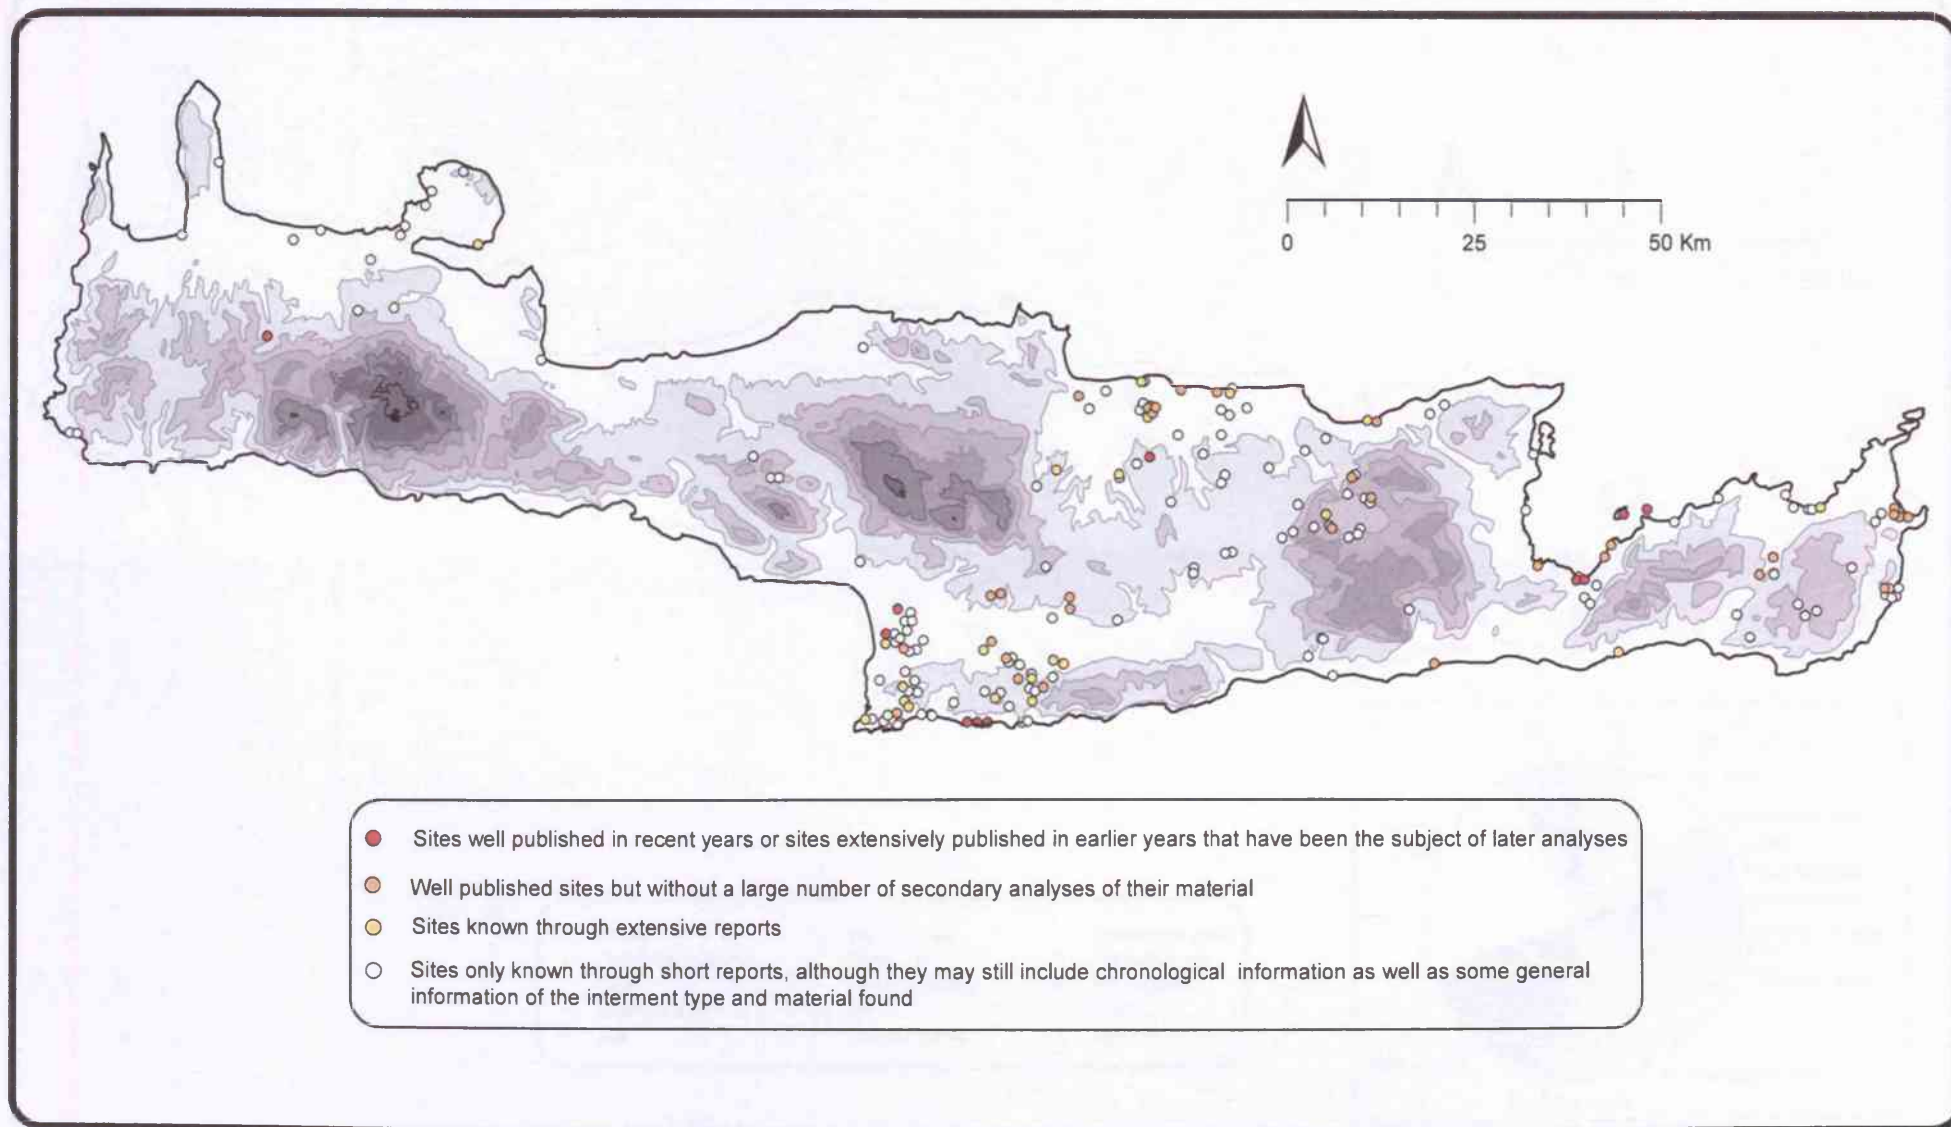 0 25 50 Km
Sites well published in recent years or sites extensively published in earlier years that have been the subject of later analyses
Well published sites but without a large number of secondary analyses of their material
Sites known through extensive reports
Sites only known through short reports, although they may still include chronological information as well as some general
information of the interment type and material found